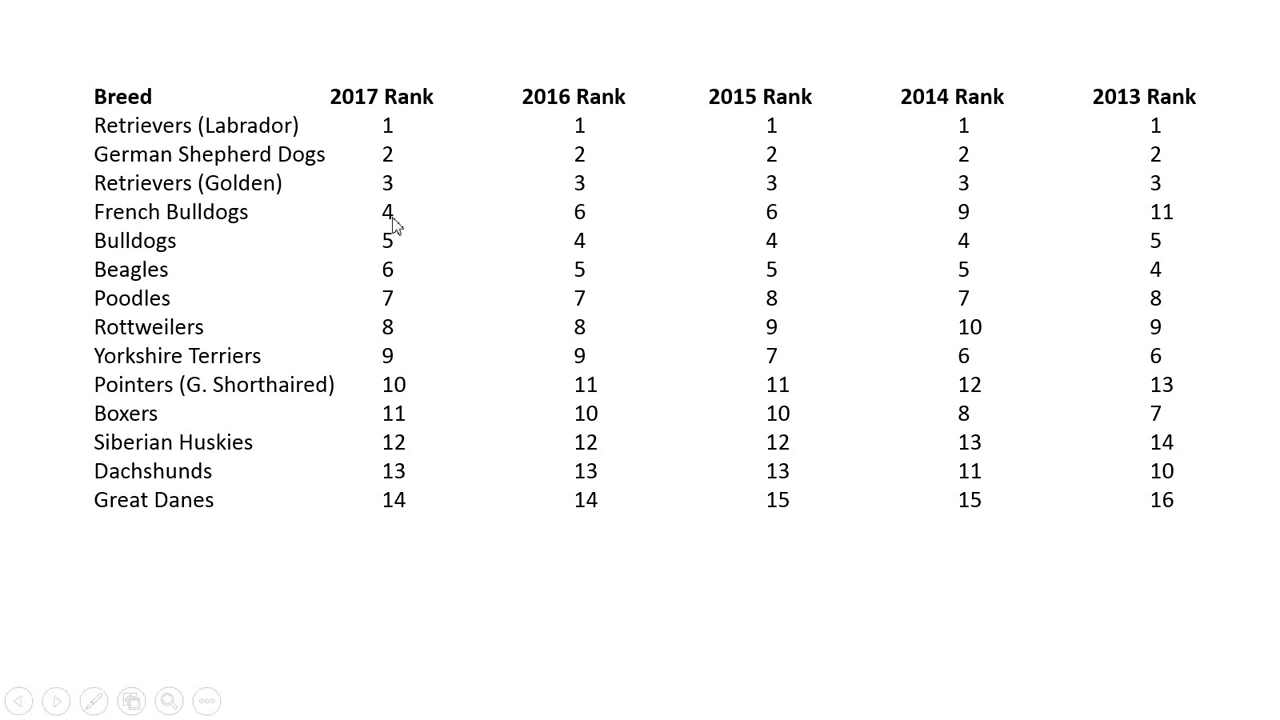 Breed 2017 Rank 2016 Rank 2015 Rank 2014 Rank 2013 Rank
Retrievers (Labrador) 1 1 1 1 1
German Shepherd Dogs 2 2 2 2 2
Retrievers (Golden) 3 3 3 3 3
French Bulldogs 4 6 6 9 11
Bulldogs 5 4 4 4 5
Beagles 6 5 5 5 4
Poodles 7 7 8 7 8
Rottweilers 8 8 9 10 9
Yorkshire Terriers 9 9 7 6 6
Pointers (G. Shorthaired) 10 11 11 12 13
Boxers 11 10 10 8 7
Siberian Huskies 12 12 12 13 14
Dachshunds 13 13 13 11 10
Great Danes 14 14 15 15 16